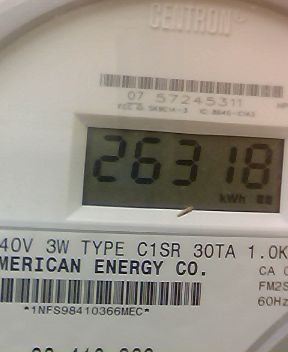 CENTRON®
07 57245311
26318
kWh
40V 3W TYPE C1SR 30TA 1.0K
MERICAN ENERGY CO.
CA 0
FM2S
60Hz
*1NFS98410366MEC*